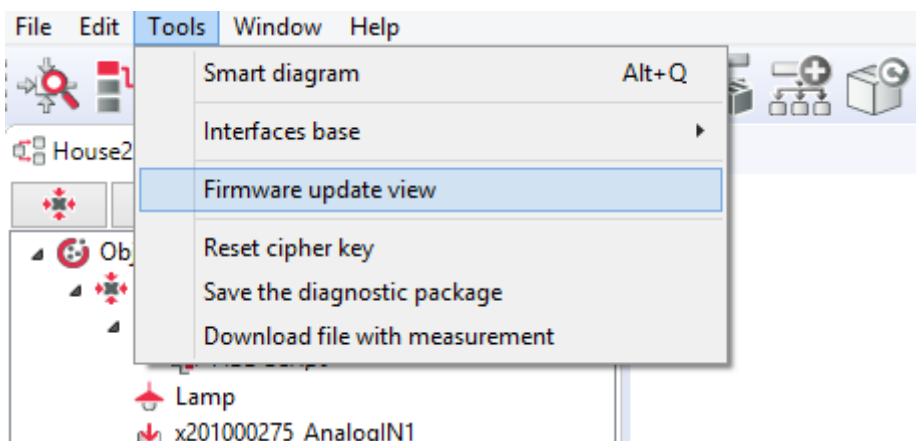 File Edit Tools Window Help
Smart diagram Alt+Q
Interfaces base
House2
Firmware update view
Obj
Reset cipher key
Save the diagnostic package
Download file with measurement
Lamp
x201000275_AnalogIN1